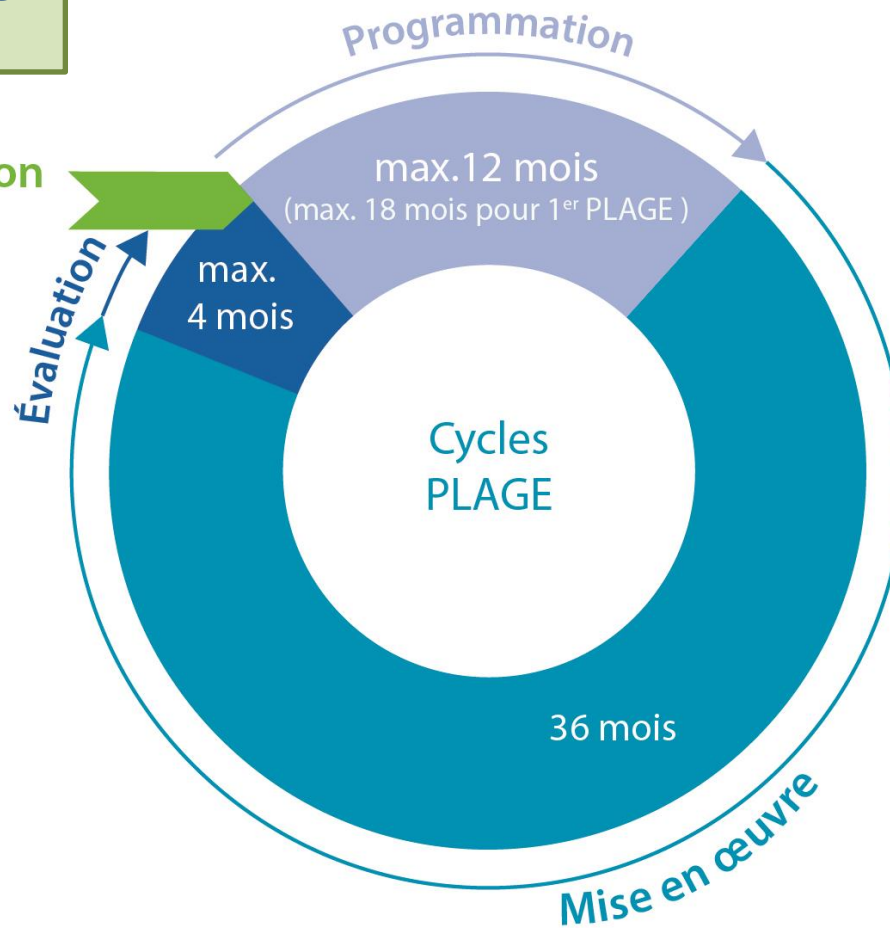 Programmation
max.12 mois
(max. 18 mois pour 1er PLAGE )
Évaluation
max.
4 mois
Cycles
PLAGE
36 mois
Mise en œuvre